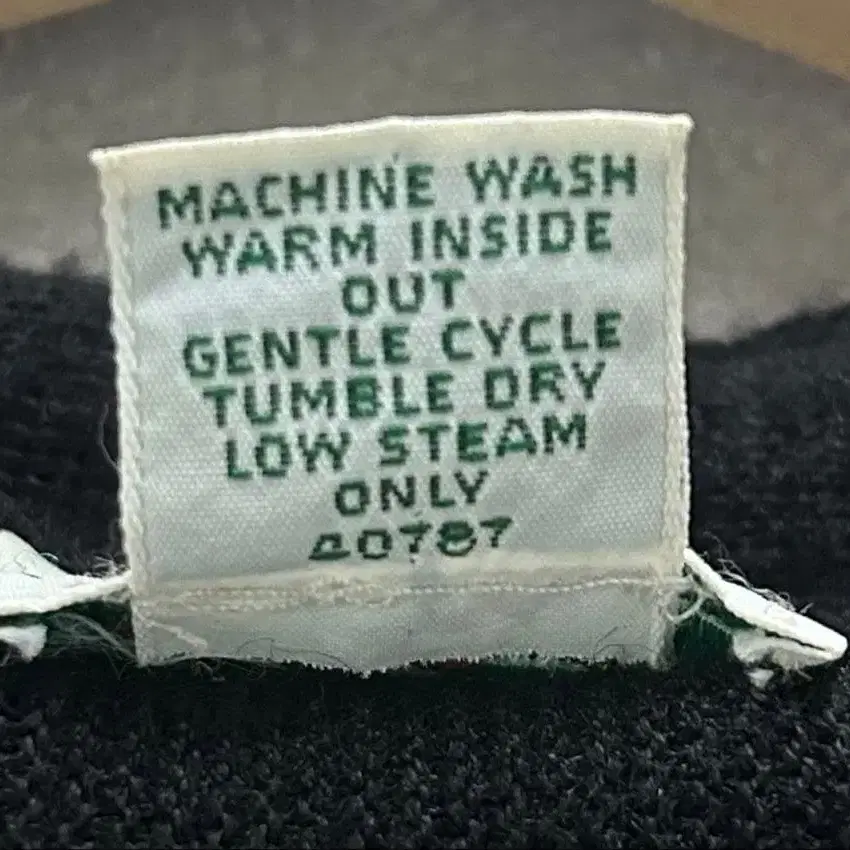 MACHINE WASH
WARM INSIDE
OUT
GENTLE CYCLE
TUMBLE DRY
LOW STEAM
ONLY
40787